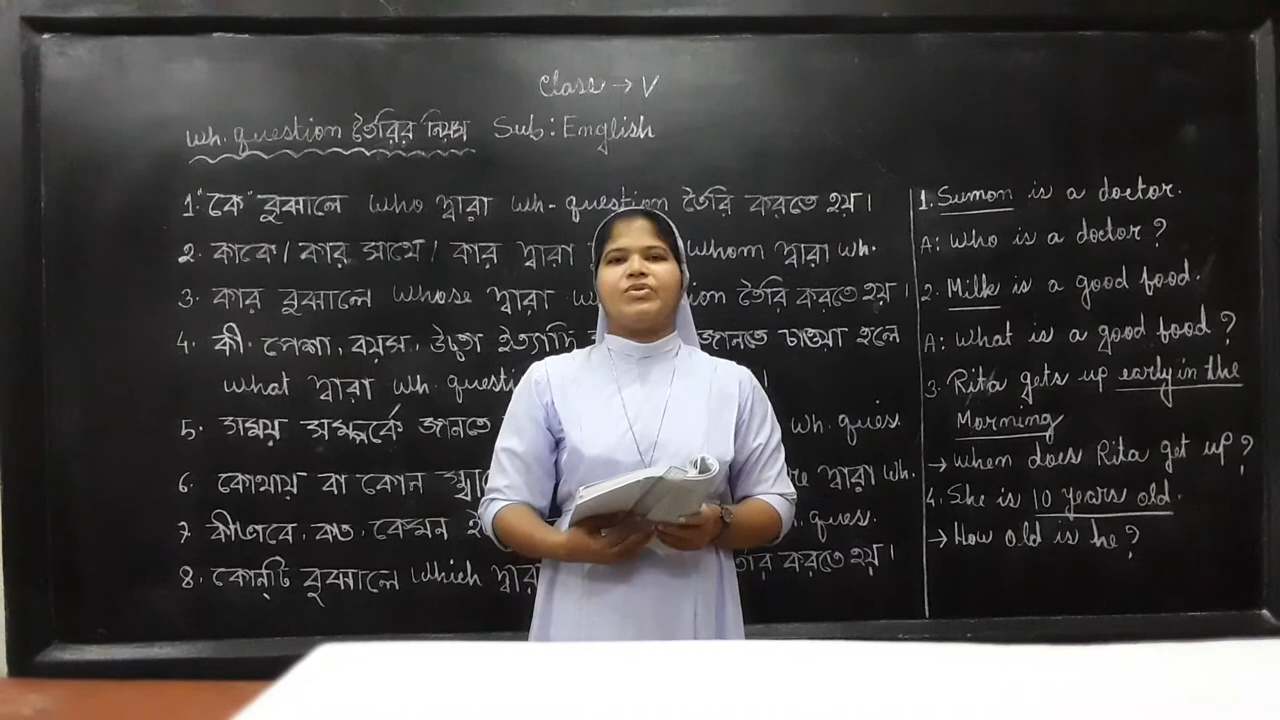 Class → V
Wh. question তৈরির নিয়ম Sub: English
1. "কে" বুঝালে who দ্বারা wh- question তৈরি করতে হয়।
2. কাকে / কার সাথে / কার দ্বারা whom দ্বারা wh.
3. কার বুঝালে whose দ্বারা তৈরি করতে হয়।
4. কী. পেশা. বয়স. উচ্চতা ইত্যাদি জানতে চাওয়া হলে
what দ্বারা wh.
5. সময় সম্পর্কে জানতে wh. ques.
6. কোথায় বা কোন দ্বারা wh.
7. কীভাবে. কত. কেমন ques.
8. কোন্‌টি বুঝালে which করতে হয়।
1. Sumon is a doctor.
A: Who is a doctor?
2. Milk is a good food.
A: What is a good food?
3. Rita gets up early in the
Morning
→ When does Rita get up?
4. She is 10 years old.
→ How old is he?